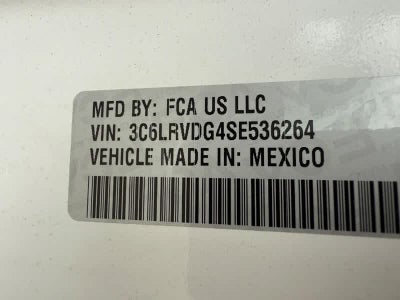 MFD BY: FCA US LLC
VIN: 3C6LRVDG4SE536264
VEHICLE MADE IN: MEXICO